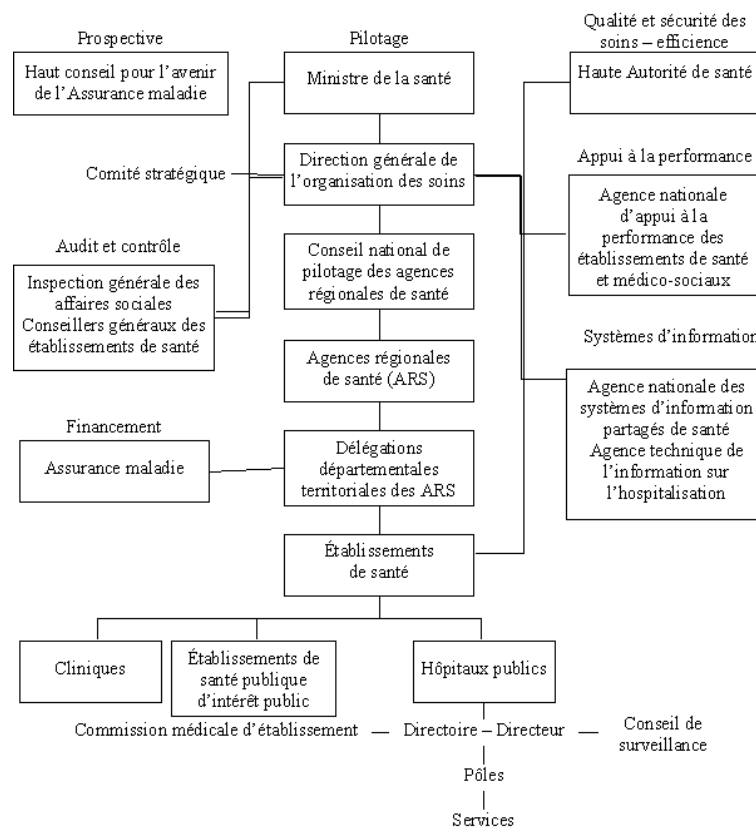 Prospective
Haut conseil pour l’avenir
de l’Assurance maladie
Pilotage
Ministre de la santé
Qualité et sécurité des
soins – efficience
Haute Autorité de santé
Comité stratégique
Direction générale de
l’organisation des soins
Appui à la performance
Agence nationale
d’appui à la
performance des
établissements de santé
et médico-sociaux
Audit et contrôle
Inspection générale des
affaires sociales
Conseillers généraux des
établissements de santé
Conseil national de
pilotage des agences
régionales de santé
Systèmes d’information
Agence nationale des
systèmes d’information
partagés de santé
Agence technique de
l’information sur
l’hospitalisation
Agences régionales
de santé (ARS)
Financement
Assurance maladie
Délégations
départementales
territoriales des ARS
Établissements
de santé
Cliniques
Établissements de
santé publique
d’intérêt public
Hôpitaux publics
Commission médicale d’établissement
Directoire – Directeur
Conseil de
surveillance
Pôles
Services